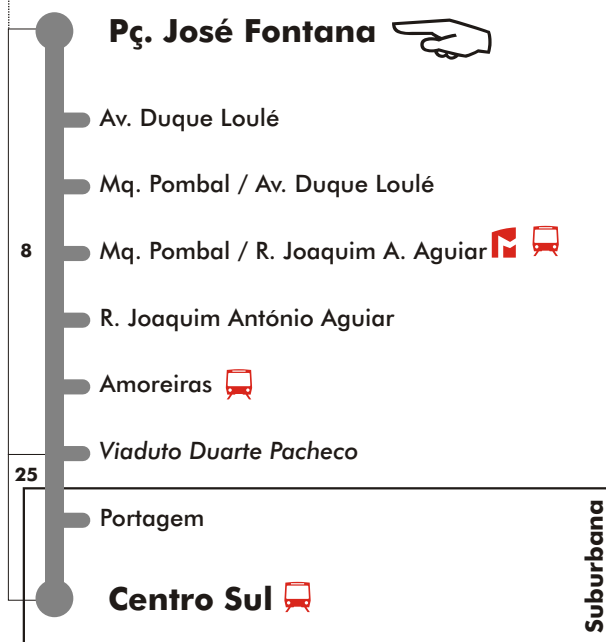 Pç. José Fontana
Av. Duque Loulé
Mq. Pombal / Av. Duque Loulé
8
Mq. Pombal / R. Joaquim A. Aguiar
R. Joaquim António Aguiar
Amoreiras
Viaduto Duarte Pacheco
25
Portagem
Centro Sul
Suburbana